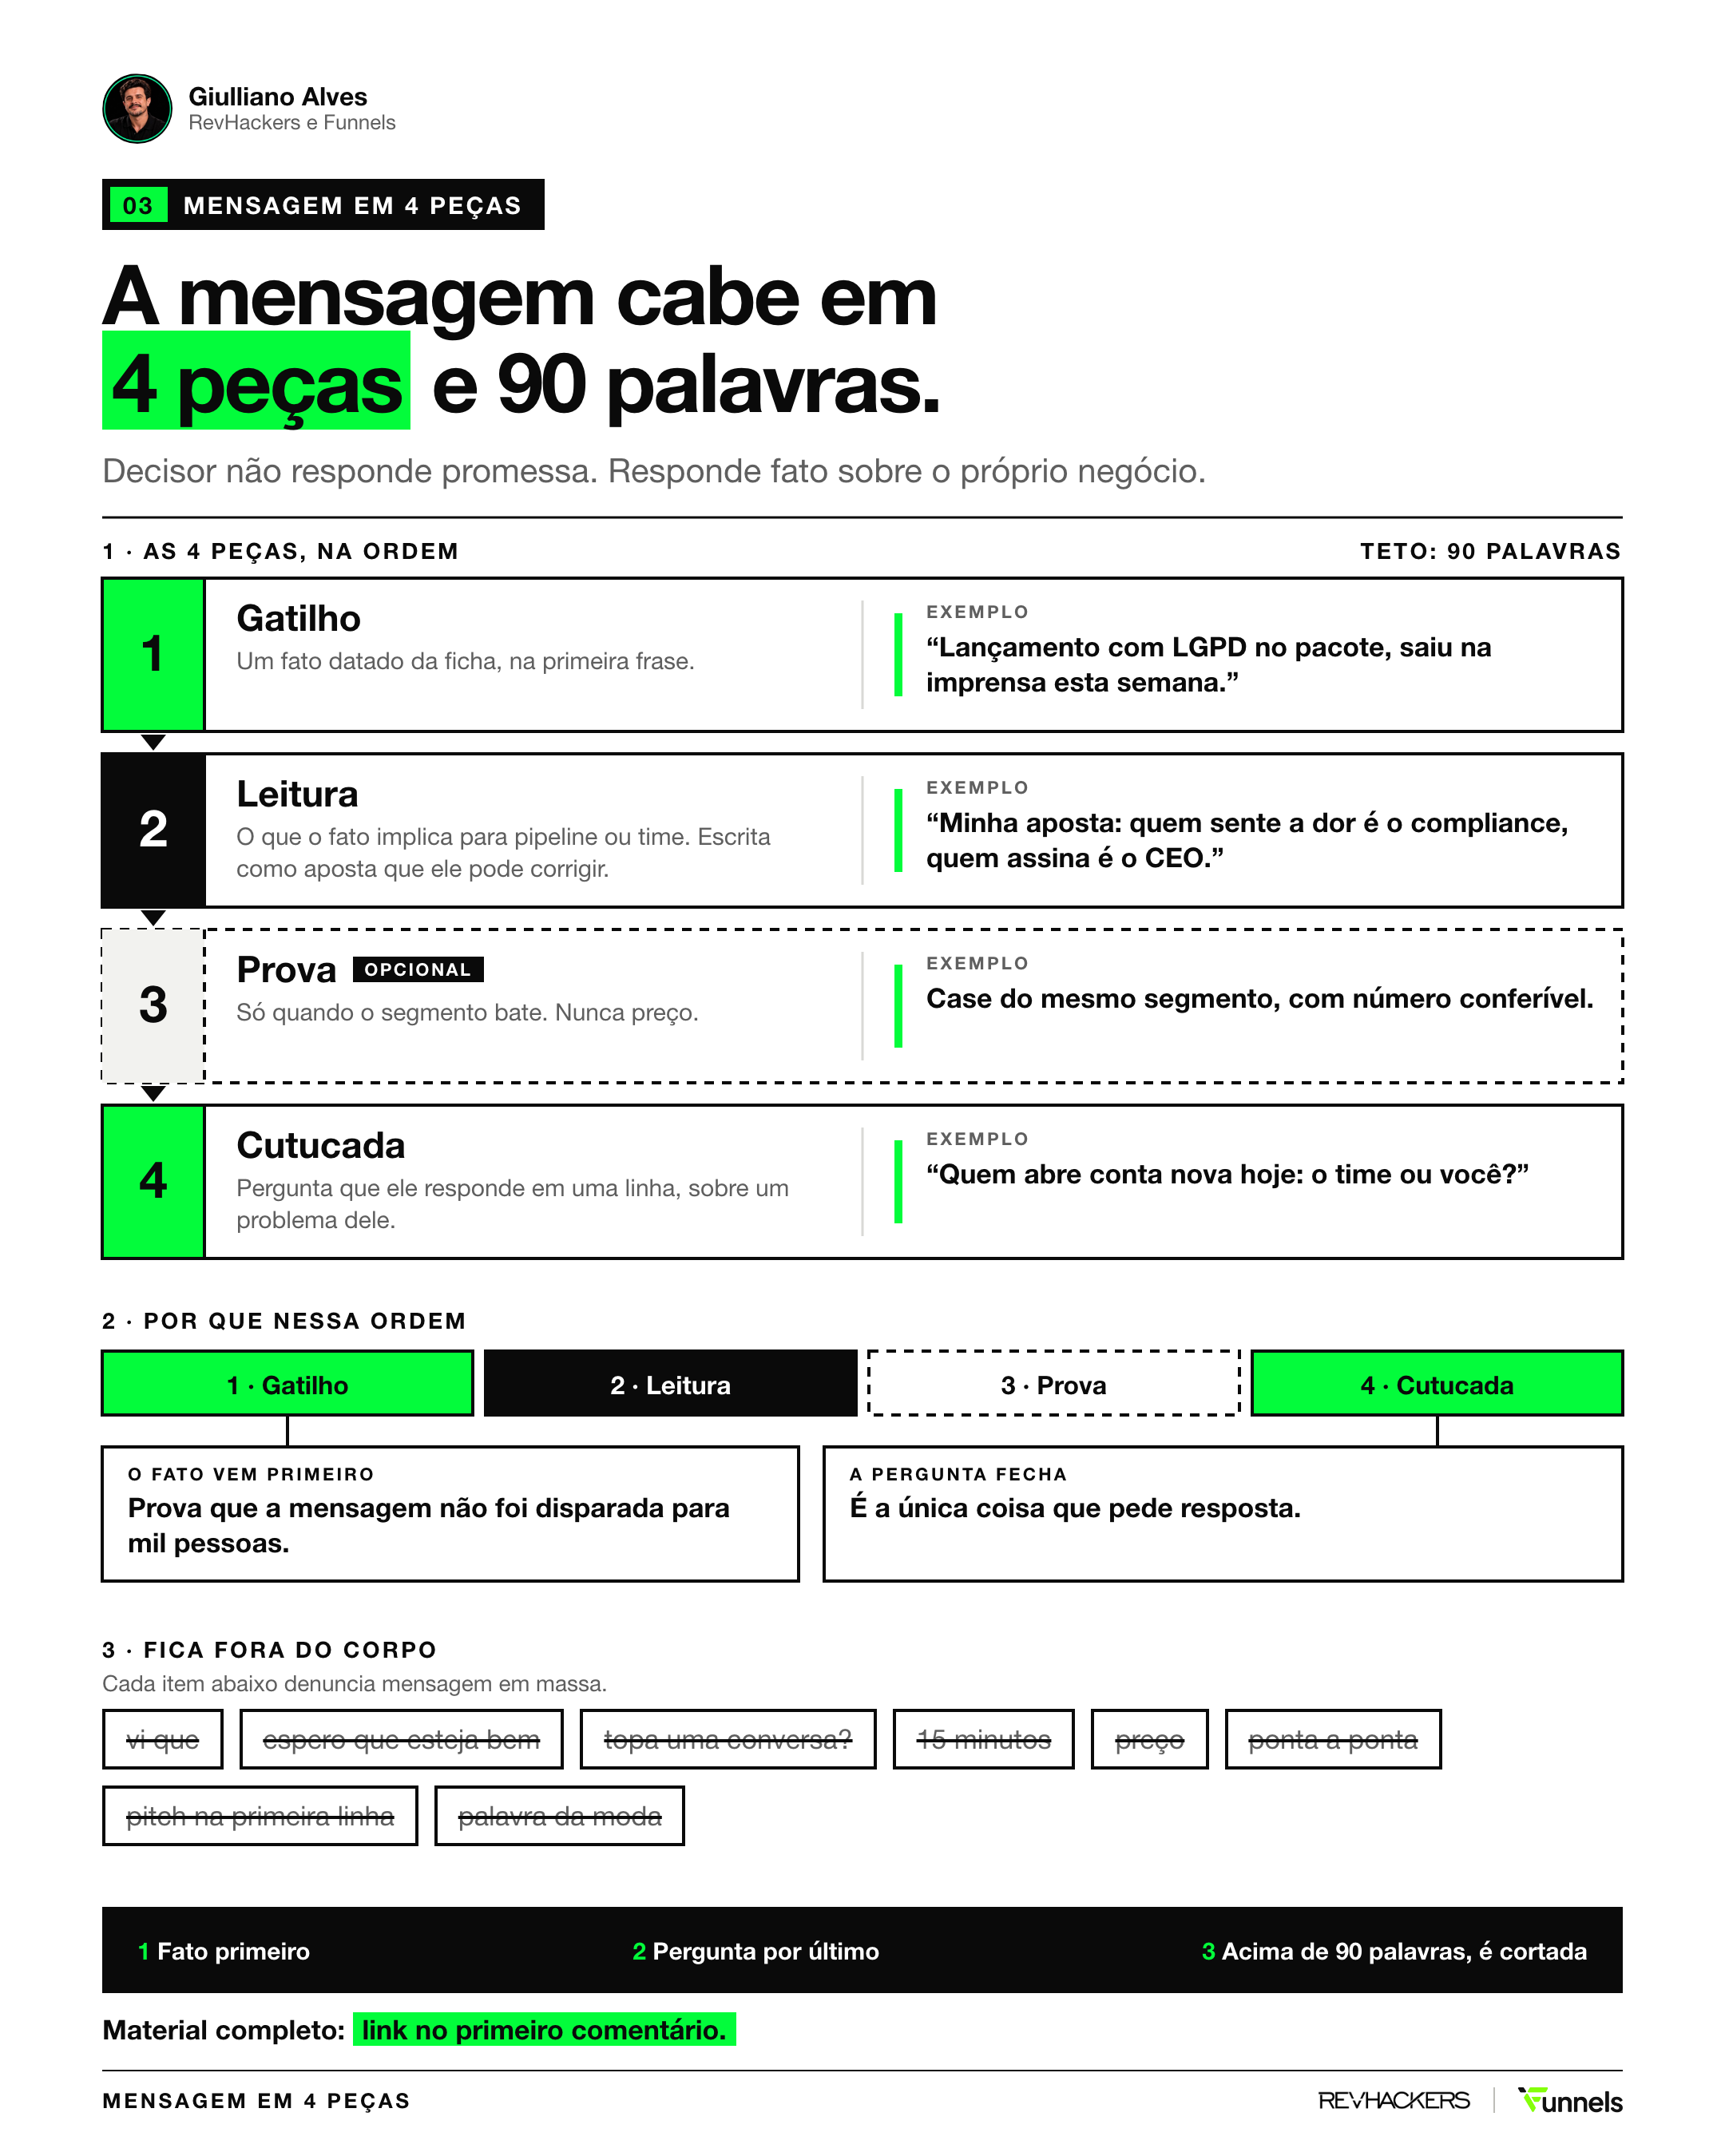 Giulliano Alves
RevHackers e Funnels
03 MENSAGEM EM 4 PEÇAS
A mensagem cabe em
4 peças e 90 palavras.
Decisor não responde promessa. Responde fato sobre o próprio negócio.
1 · AS 4 PEÇAS, NA ORDEM
TETO: 90 PALAVRAS
1
Gatilho
Um fato datado da ficha, na primeira frase.
EXEMPLO
“Lançamento com LGPD no pacote, saiu na
imprensa esta semana.”
2
Leitura
O que o fato implica para pipeline ou time. Escrita
como aposta que ele pode corrigir.
EXEMPLO
“Minha aposta: quem sente a dor é o compliance,
quem assina é o CEO.”
3
Prova OPCIONAL
Só quando o segmento bate. Nunca preço.
EXEMPLO
Case do mesmo segmento, com número conferível.
4
Cutucada
Pergunta que ele responde em uma linha, sobre um
problema dele.
EXEMPLO
“Quem abre conta nova hoje: o time ou você?”
2 · POR QUE NESSA ORDEM
1 · Gatilho
2 · Leitura
3 · Prova
4 · Cutucada
O FATO VEM PRIMEIRO
Prova que a mensagem não foi disparada para
mil pessoas.
A PERGUNTA FECHA
É a única coisa que pede resposta.
3 · FICA FORA DO CORPO
Cada item abaixo denuncia mensagem em massa.
vi que
espero que esteja bem
topa uma conversa?
15 minutos
preço
ponta a ponta
pitch na primeira linha
palavra da moda
1 Fato primeiro
2 Pergunta por último
3 Acima de 90 palavras, é cortada
Material completo: link no primeiro comentário.
MENSAGEM EM 4 PEÇAS
REVHACKERS
Funnels